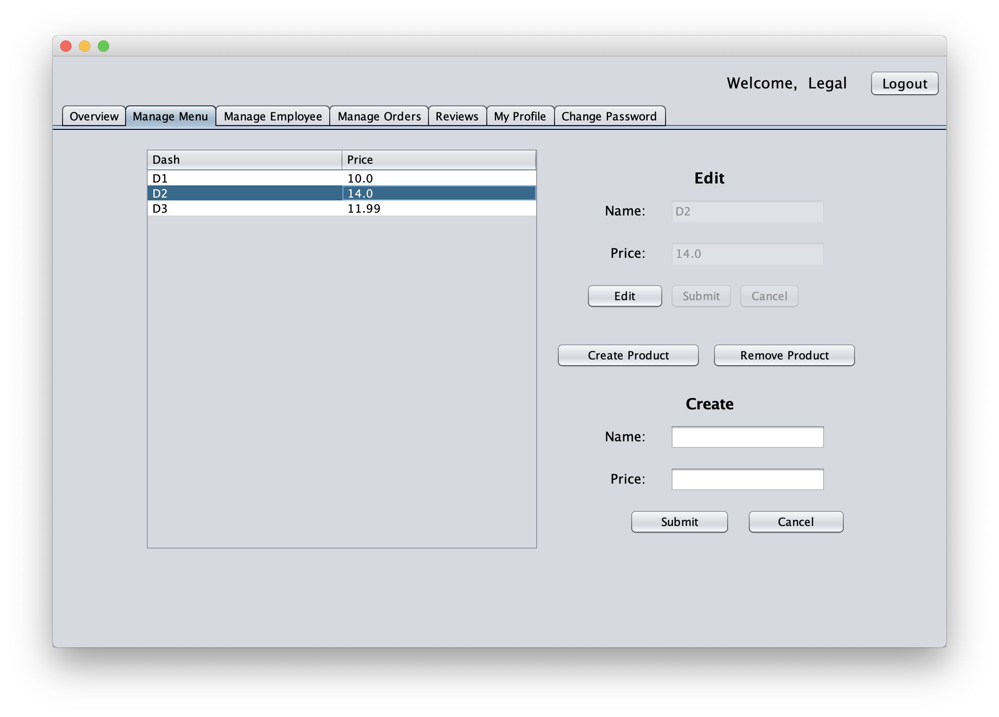 Welcome, Legal Logout
Overview Manage Menu Manage Employee Manage Orders Reviews My Profile Change Password
Dash Price
D1 10.0
D2 14.0
D3 11.99
Edit
Name: D2
Price: 14.0
Edit Submit Cancel
Create Product Remove Product
Create
Name:
Price:
Submit Cancel